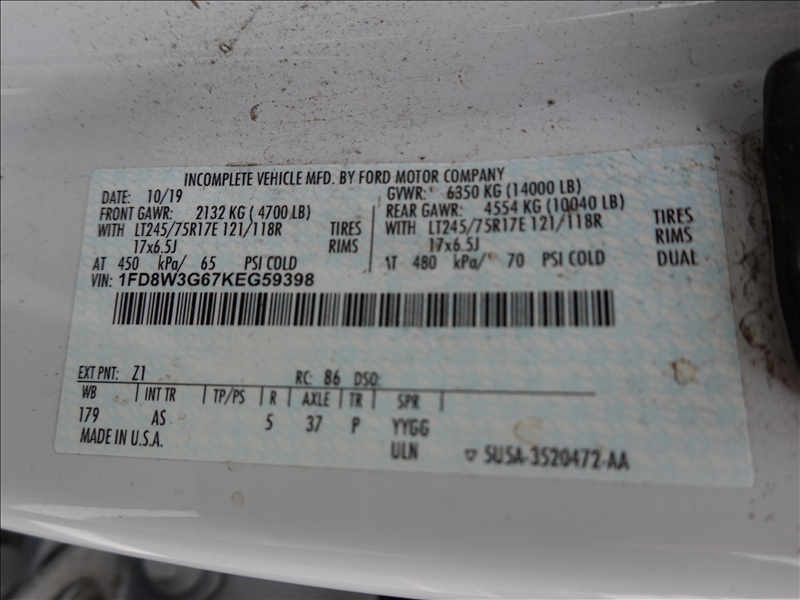 INCOMPLETE VEHICLE MFD. BY FORD MOTOR COMPANY
DATE: 10/19 GVWR: 6350 KG (14000 LB)
FRONT GAWR: 2132 KG (4700 LB) REAR GAWR: 4554 KG (10040 LB)
WITH LT245/75R17E 121/118R TIRES WITH LT245/75R17E 121/118R TIRES
17x6.5J RIMS 17x6.5J RIMS
AT 450 kPa/ 65 PSI COLD AT 480 kPa/ 70 PSI COLD DUAL
VIN: 1FD8W3G67KEG59398
EXT PNT: Z1 RC: 86 DSO:
WB INT TR TP/PS R AXLE TR SPR
179 AS 5 37 P YYGG
MADE IN U.S.A. ULN ▽ 5U5A-3520472-AA